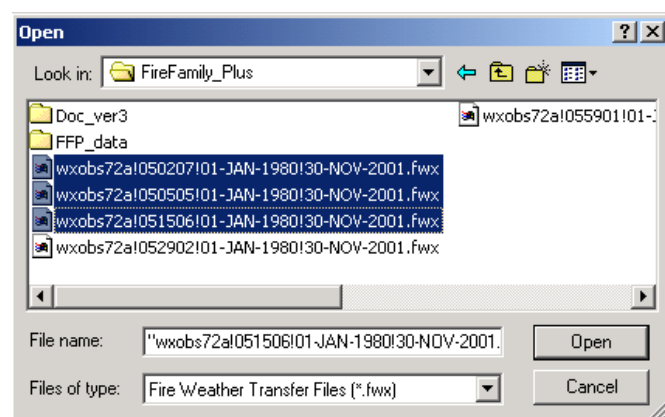 Open
Look in: FireFamily_Plus
Doc_ver3
FFP_data
wxobs72a!050207!01-JAN-1980!30-NOV-2001.fwx
wxobs72a!050505!01-JAN-1980!30-NOV-2001.fwx
wxobs72a!051506!01-JAN-1980!30-NOV-2001.fwx
wxobs72a!052902!01-JAN-1980!30-NOV-2001.fwx
wxobs72a!055901!01-J
File name: "wxobs72a!051506!01-JAN-1980!30-NOV-2001.
Open
Files of type: Fire Weather Transfer Files (*.fwx)
Cancel